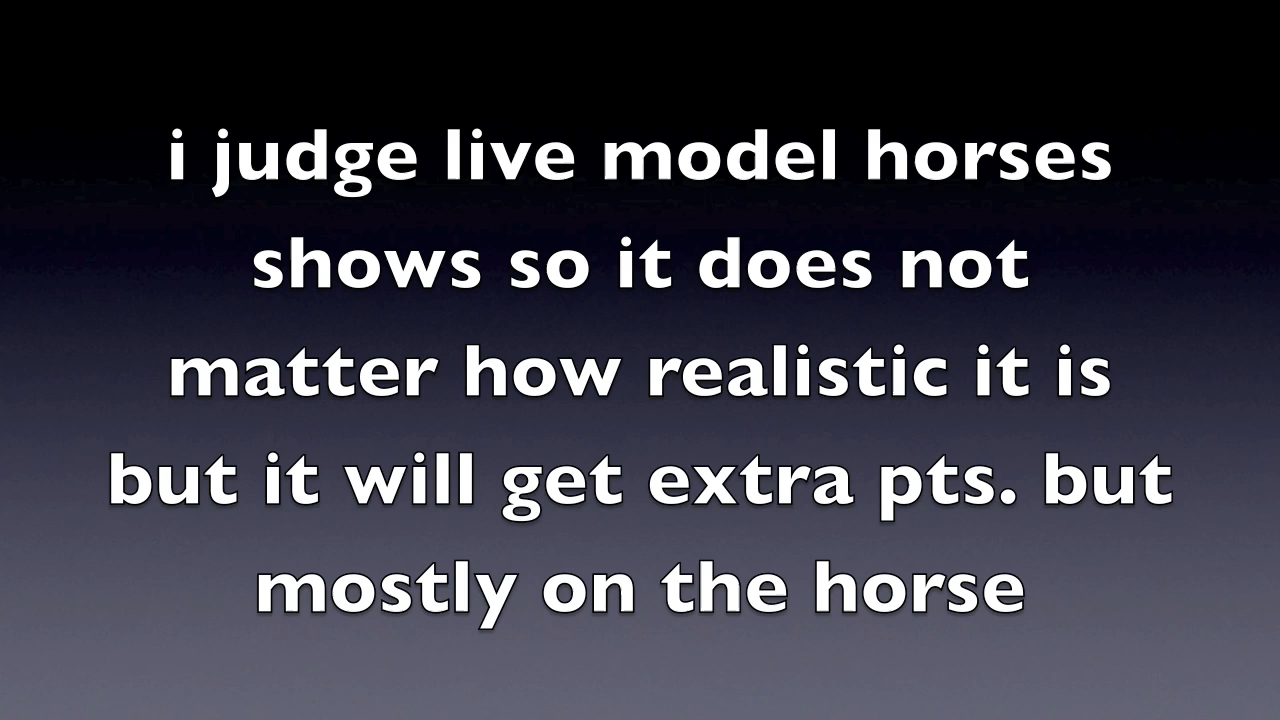 i judge live model horses
shows so it does not
matter how realistic it is
but it will get extra pts. but
mostly on the horse